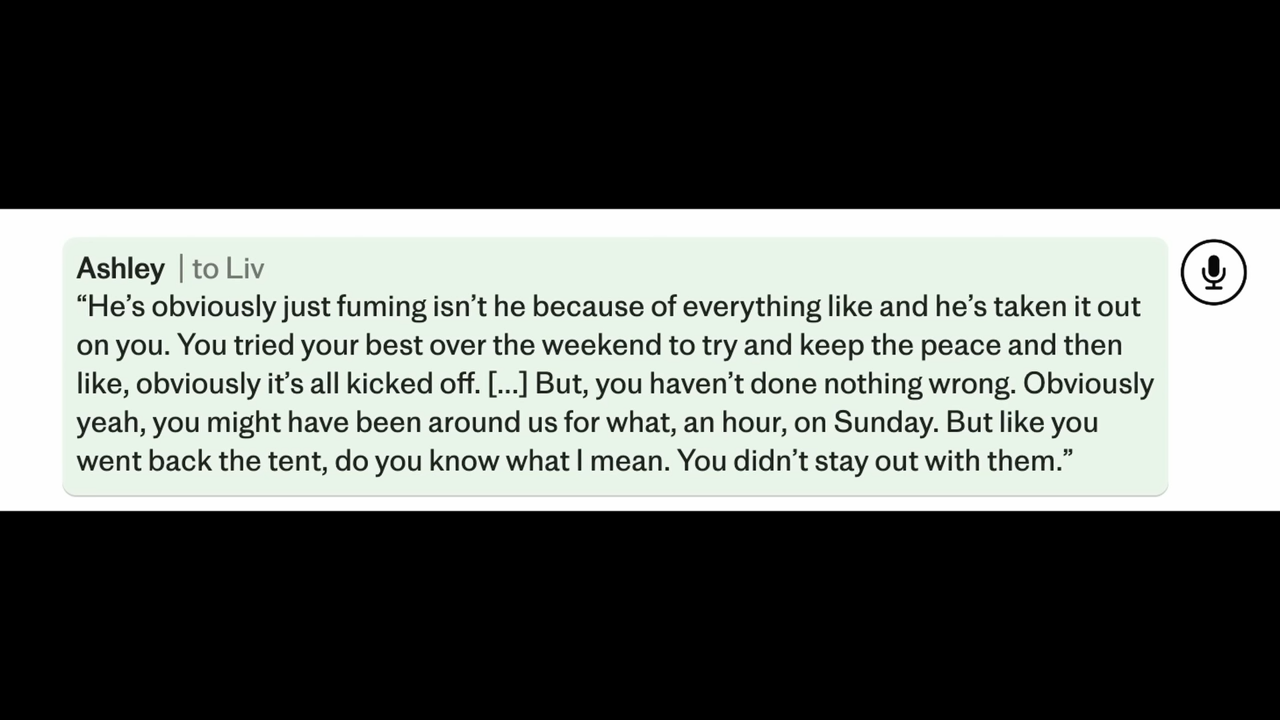 Ashley | to Liv
“He’s obviously just fuming isn’t he because of everything like and he’s taken it out
on you. You tried your best over the weekend to try and keep the peace and then
like, obviously it’s all kicked off. [...] But, you haven’t done nothing wrong. Obviously
yeah, you might have been around us for what, an hour, on Sunday. But like you
went back the tent, do you know what I mean. You didn’t stay out with them.”